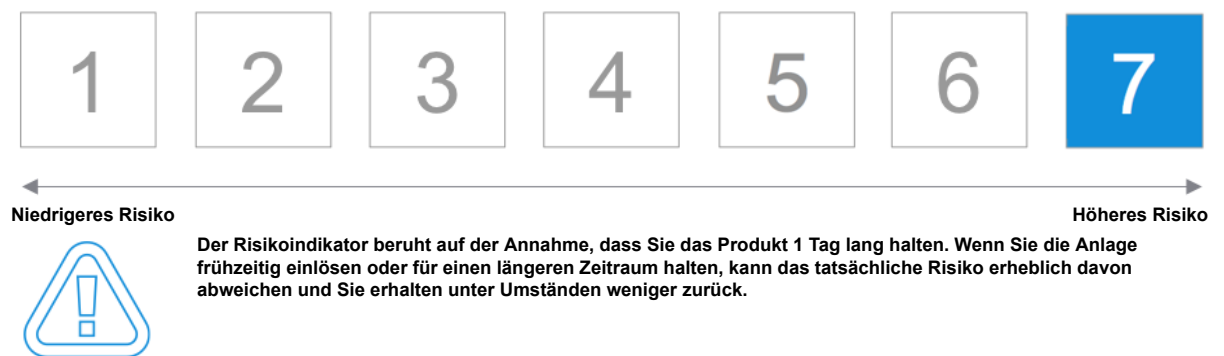 1 2 3 4 5 6 7
Niedrigeres Risiko Höheres Risiko
Der Risikoindikator beruht auf der Annahme, dass Sie das Produkt 1 Tag lang halten. Wenn Sie die Anlage
frühzeitig einlösen oder für einen längeren Zeitraum halten, kann das tatsächliche Risiko erheblich davon
abweichen und Sie erhalten unter Umständen weniger zurück.